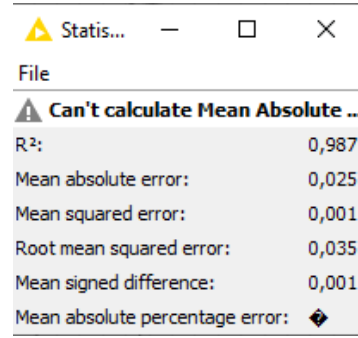 Statis...
File
Can't calculate Mean Absolute ..
R²: 0,987
Mean absolute error: 0,025
Mean squared error: 0,001
Root mean squared error: 0,035
Mean signed difference: 0,001
Mean absolute percentage error: �